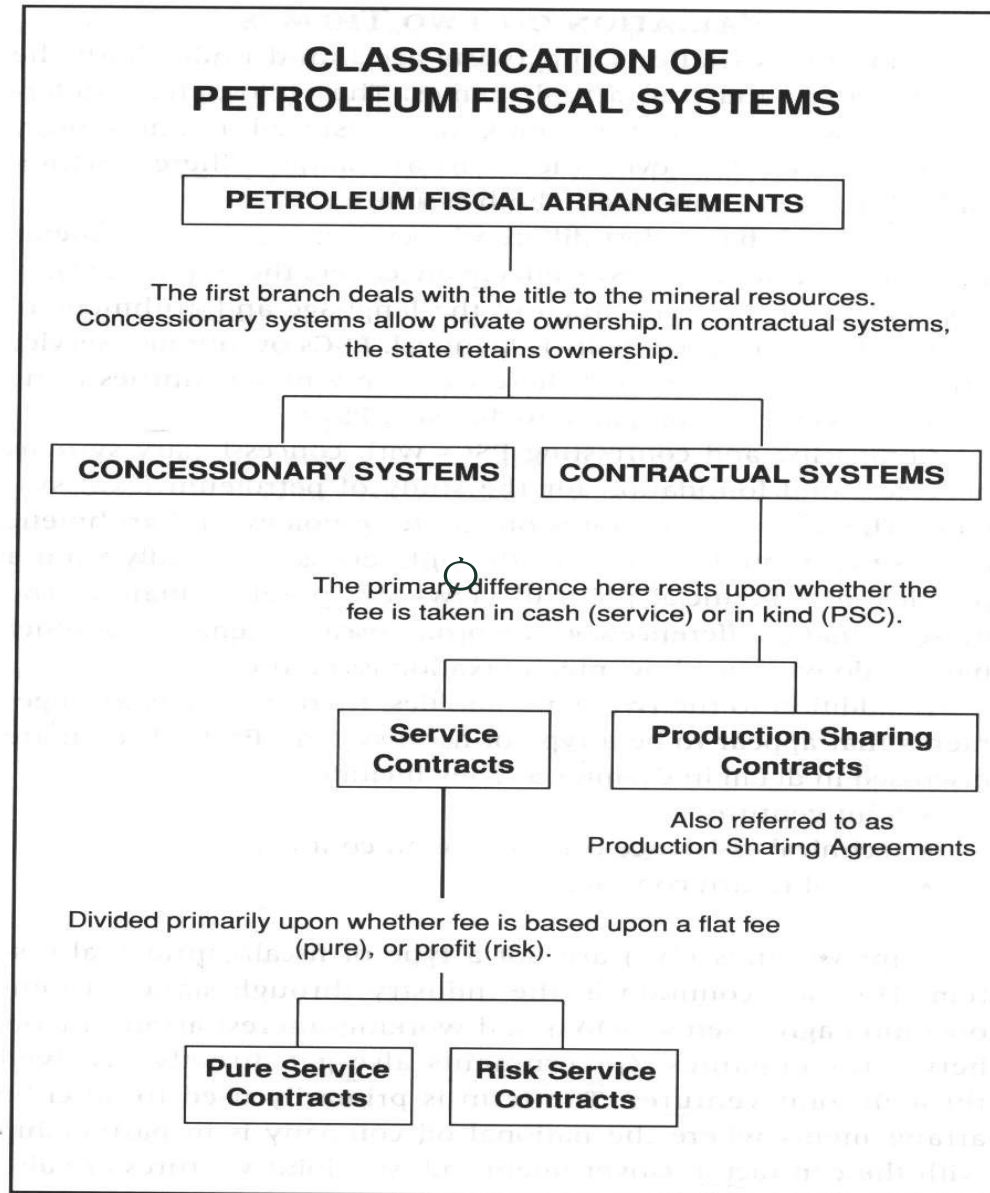 CLASSIFICATION OF
PETROLEUM FISCAL SYSTEMS
PETROLEUM FISCAL ARRANGEMENTS
The first branch deals with the title to the mineral resources.
Concessionary systems allow private ownership. In contractual systems,
the state retains ownership.
CONCESSIONARY SYSTEMS
CONTRACTUAL SYSTEMS
The primary difference here rests upon whether the
fee is taken in cash (service) or in kind (PSC).
Service
Contracts
Production Sharing
Contracts
Also referred to as
Production Sharing Agreements
Divided primarily upon whether fee is based upon a flat fee
(pure), or profit (risk).
Pure Service
Contracts
Risk Service
Contracts